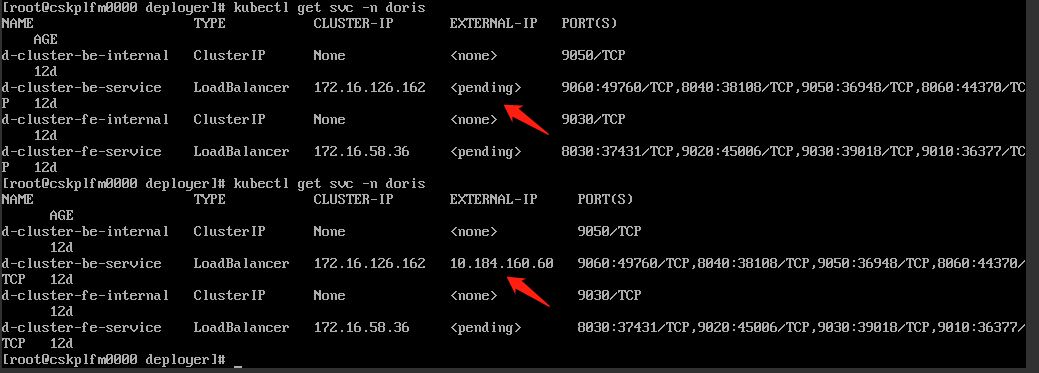 [root@cskplfm0000 deployer]# kubectl get svc -n doris
NAME TYPE CLUSTER-IP EXTERNAL-IP PORT(S)
AGE
d-cluster-be-internal ClusterIP None <none> 9050/TCP
12d
d-cluster-be-service LoadBalancer 172.16.126.162 <pending> 9060:49760/TCP,8040:38108/TCP,9050:36948/TCP,8060:44370/TC
P 12d
d-cluster-fe-internal ClusterIP None <none> 9030/TCP
12d
d-cluster-fe-service LoadBalancer 172.16.58.36 <pending> 8030:37431/TCP,9020:45006/TCP,9030:39018/TCP,9010:36377/TC
P 12d
[root@cskplfm0000 deployer]# kubectl get svc -n doris
NAME TYPE CLUSTER-IP EXTERNAL-IP PORT(S)
AGE
d-cluster-be-internal ClusterIP None <none> 9050/TCP
12d
d-cluster-be-service LoadBalancer 172.16.126.162 10.184.160.60 9060:49760/TCP,8040:38108/TCP,9050:36948/TCP,8060:44370/
TCP 12d
d-cluster-fe-internal ClusterIP None <none> 9030/TCP
12d
d-cluster-fe-service LoadBalancer 172.16.58.36 <pending> 8030:37431/TCP,9020:45006/TCP,9030:39018/TCP,9010:36377/
TCP 12d
[root@cskplfm0000 deployer]# _